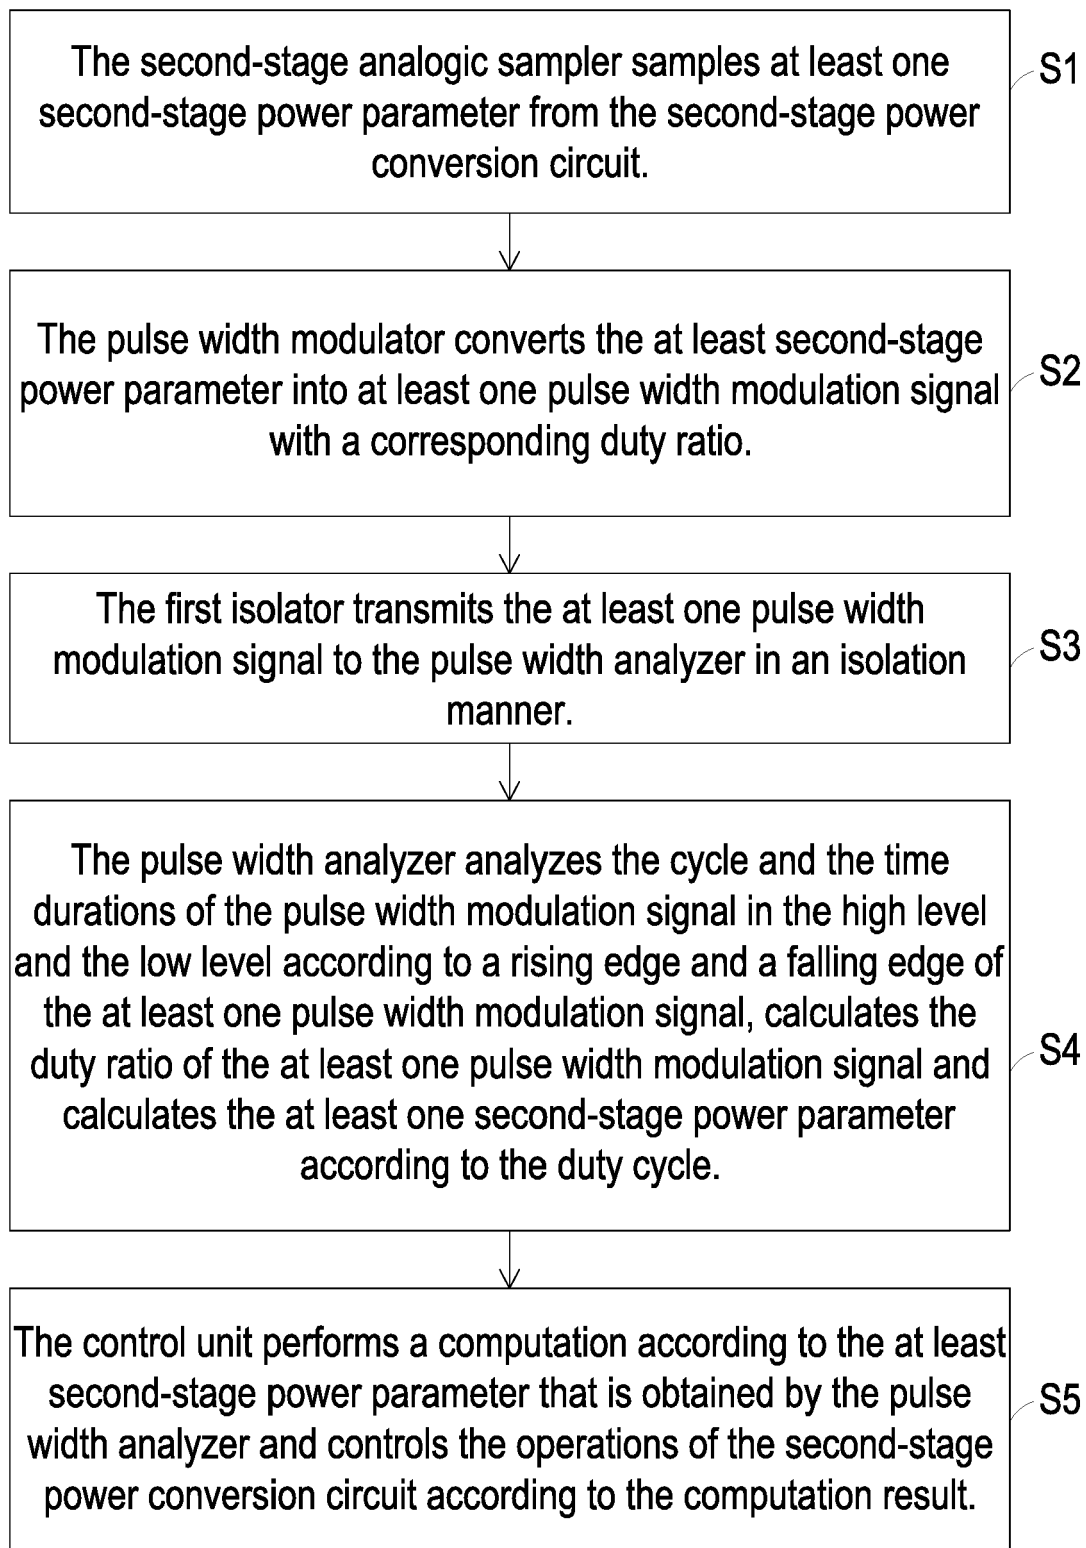 The second-stage analogic sampler samples at least one
second-stage power parameter from the second-stage power
conversion circuit.
S1
The pulse width modulator converts the at least second-stage
power parameter into at least one pulse width modulation signal
with a corresponding duty ratio.
S2
The first isolator transmits the at least one pulse width
modulation signal to the pulse width analyzer in an isolation
manner.
S3
The pulse width analyzer analyzes the cycle and the time
durations of the pulse width modulation signal in the high level
and the low level according to a rising edge and a falling edge of
the at least one pulse width modulation signal, calculates the
duty ratio of the at least one pulse width modulation signal and
calculates the at least one second-stage power parameter
according to the duty cycle.
S4
The control unit performs a computation according to the at least
second-stage power parameter that is obtained by the pulse
width analyzer and controls the operations of the second-stage
power conversion circuit according to the computation result.
S5